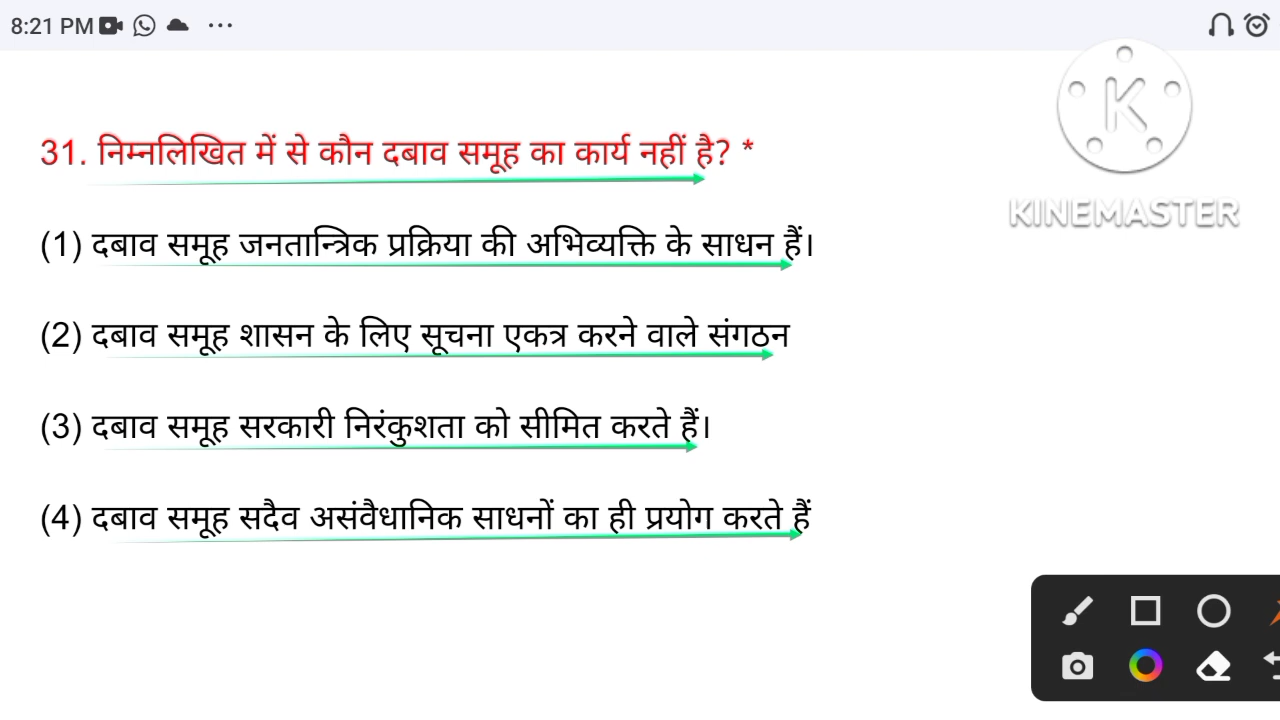 8:21 PM
KINEMASTER
31. निम्नलिखित में से कौन दबाव समूह का कार्य नहीं है? *
(1) दबाव समूह जनतान्त्रिक प्रक्रिया की अभिव्यक्ति के साधन हैं।
(2) दबाव समूह शासन के लिए सूचना एकत्र करने वाले संगठन
(3) दबाव समूह सरकारी निरंकुशता को सीमित करते हैं।
(4) दबाव समूह सदैव असंवैधानिक साधनों का ही प्रयोग करते हैं